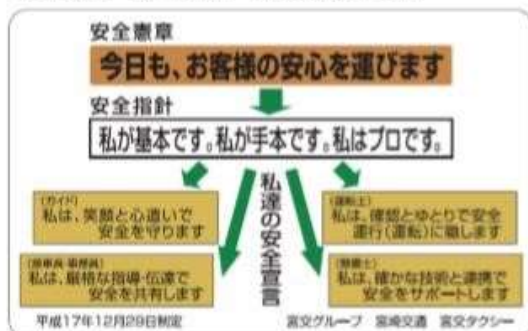 安全憲章
今日も、お客様の安心を運びます
安全指針
私が基本です。私が手本です。私はプロです。
私達の安全宣言
(ガイド)
私は、笑顔と心遣いで
安全を守ります
(運転士)
私は、確認とゆとりで安全
運行(運転)に徹します
私は、厳格な指導・伝達で
安全を共有します
(整備士)
私は、確かな技術と連携で
安全をサポートします
平成17年12月29日制定
宮交グループ 宮崎交通 宮交タクシー